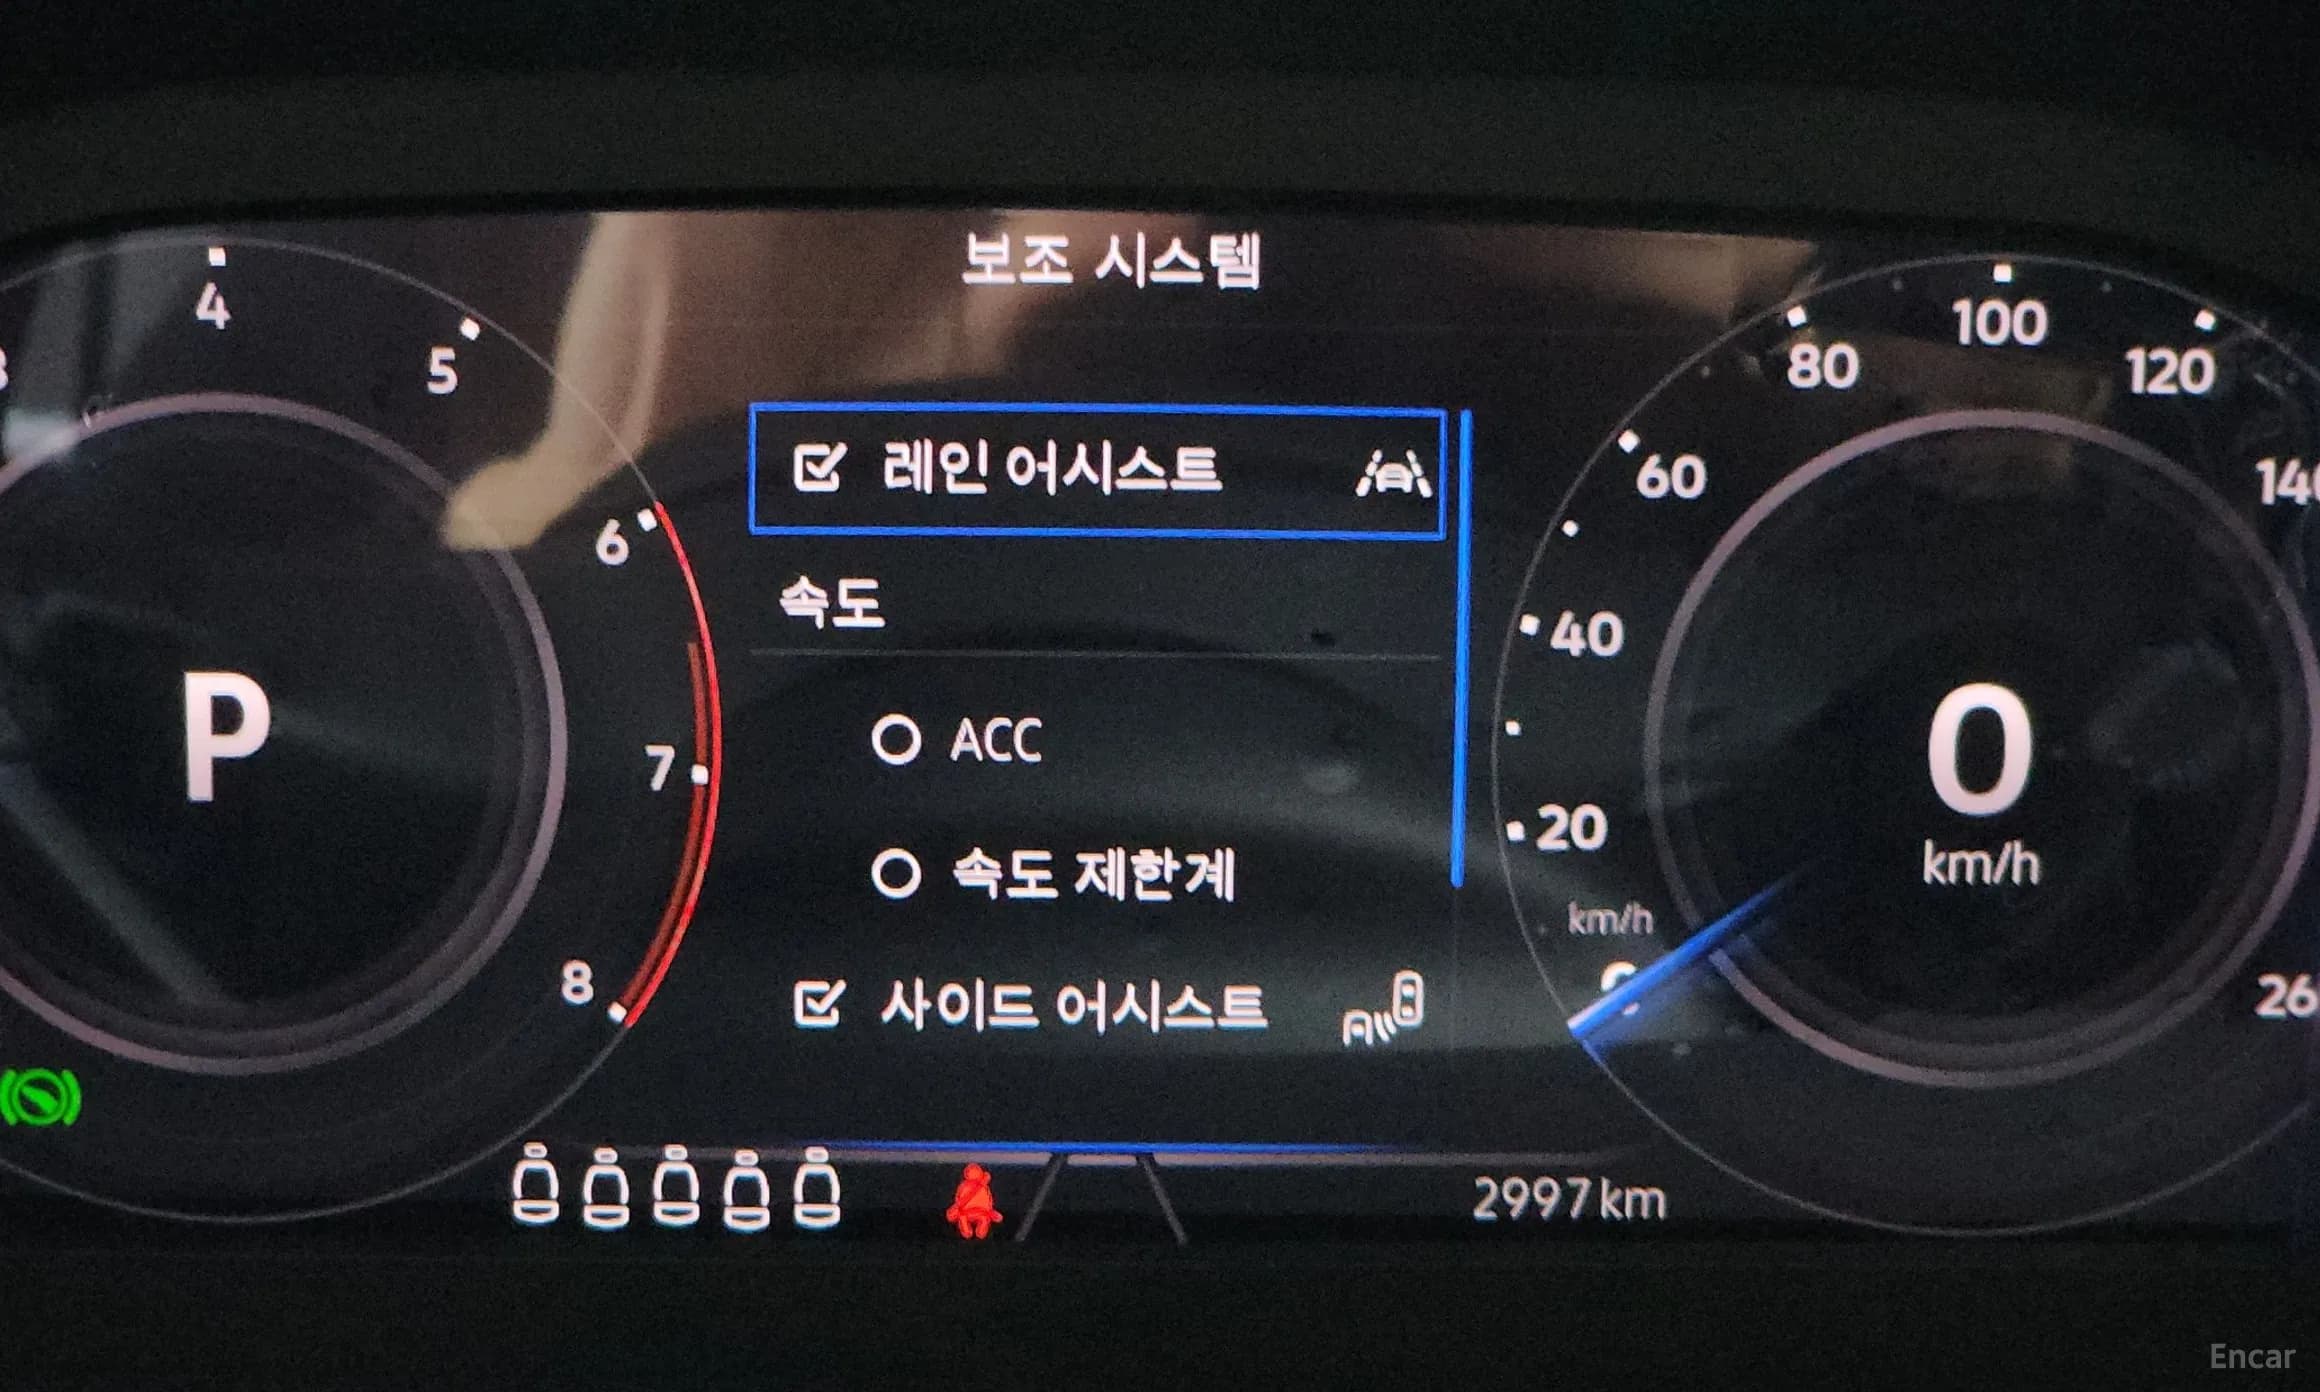 보조 시스템
4
5
6
7
8
P
레인 어시스트
속도
ACC
속도 제한계
사이드 어시스트
100
80
120
60
40
20
km/h
0
km/h
2997 km
Encar